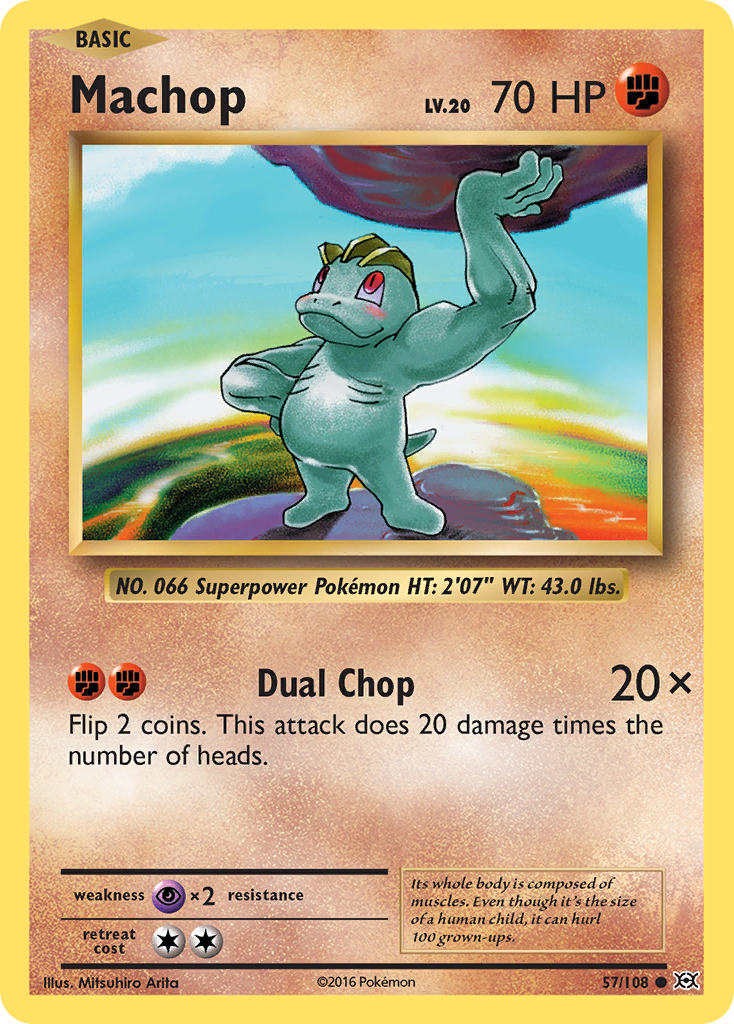 BASIC
Machop LV.20 70 HP
NO. 066 Superpower Pokémon HT: 2'07" WT: 43.0 lbs.
Dual Chop 20×
Flip 2 coins. This attack does 20 damage times the
number of heads.
weakness ×2 resistance
retreat
cost
Its whole body is composed of
muscles. Even though it's the size
of a human child, it can hurl
100 grown-ups.
Illus. Mitsuhiro Arita ©2016 Pokémon 57/108